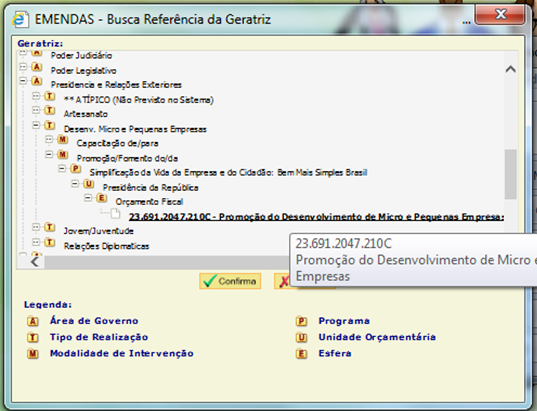 EMENDAS - Busca Referência da Geratriz
...
Geratriz:
A Poder Judiciário
A Poder Legislativo
A Presidencia e Relações Exteriores
T ** ATÍPICO (Não Previsto no Sistema)
T Artesanato
T Desenv. Micro e Pequenas Empresas
M Capacitação de/para
M Promoção/Fomento do/da
P Simplificação da Vida da Empresa e do Cidadão: Bem Mais Simples Brasil
U Presidência da República
E Orçamento Fiscal
23.691.2047.210C - Promoção do Desenvolvimento de Micro e Pequenas Empresas:
T Jovem/Juventude
T Relações Diplomaticas
23.691.2047.210C
Promoção do Desenvolvimento de Micro e
Empresas
Confirma
Legenda:
A Área de Governo
P Programa
T Tipo de Realização
U Unidade Orçamentária
M Modalidade de Intervenção
E Esfera